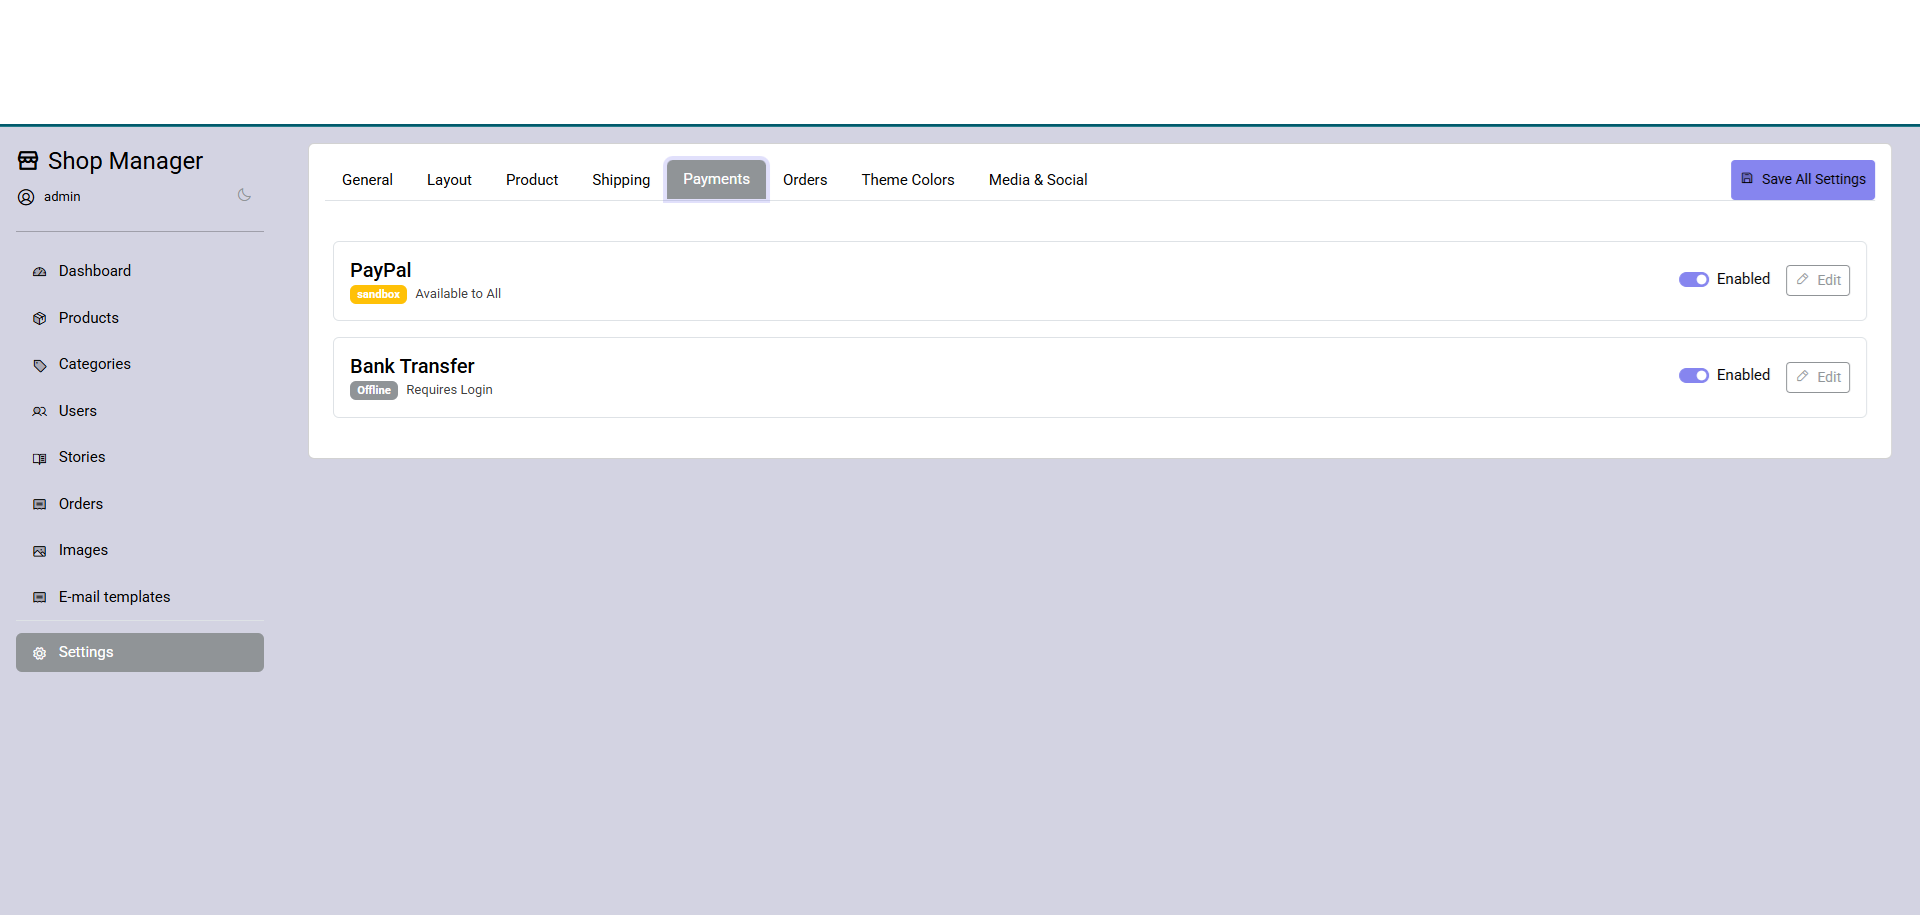 Shop Manager
admin
Dashboard
Products
Categories
Users
Stories
Orders
Images
E-mail templates
Settings
General Layout Product Shipping Payments Orders Theme Colors Media & Social Save All Settings
PayPal
sandbox Available to All
Enabled Edit
Bank Transfer
Offline Requires Login
Enabled Edit